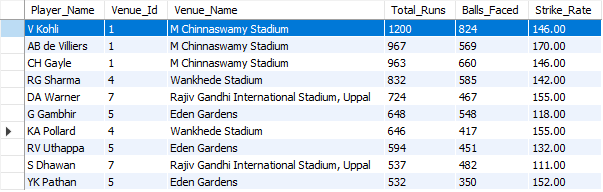 Player_Name Venue_Id Venue_Name Total_Runs Balls_Faced Strike_Rate
V Kohli 1 M Chinnaswamy Stadium 1200 824 146.00
AB de Villiers 1 M Chinnaswamy Stadium 967 569 170.00
CH Gayle 1 M Chinnaswamy Stadium 963 660 146.00
RG Sharma 4 Wankhede Stadium 832 585 142.00
DA Warner 7 Rajiv Gandhi International Stadium, Uppal 724 467 155.00
G Gambhir 5 Eden Gardens 648 548 118.00
KA Pollard 4 Wankhede Stadium 646 417 155.00
RV Uthappa 5 Eden Gardens 594 451 132.00
S Dhawan 7 Rajiv Gandhi International Stadium, Uppal 537 482 111.00
YK Pathan 5 Eden Gardens 532 350 152.00